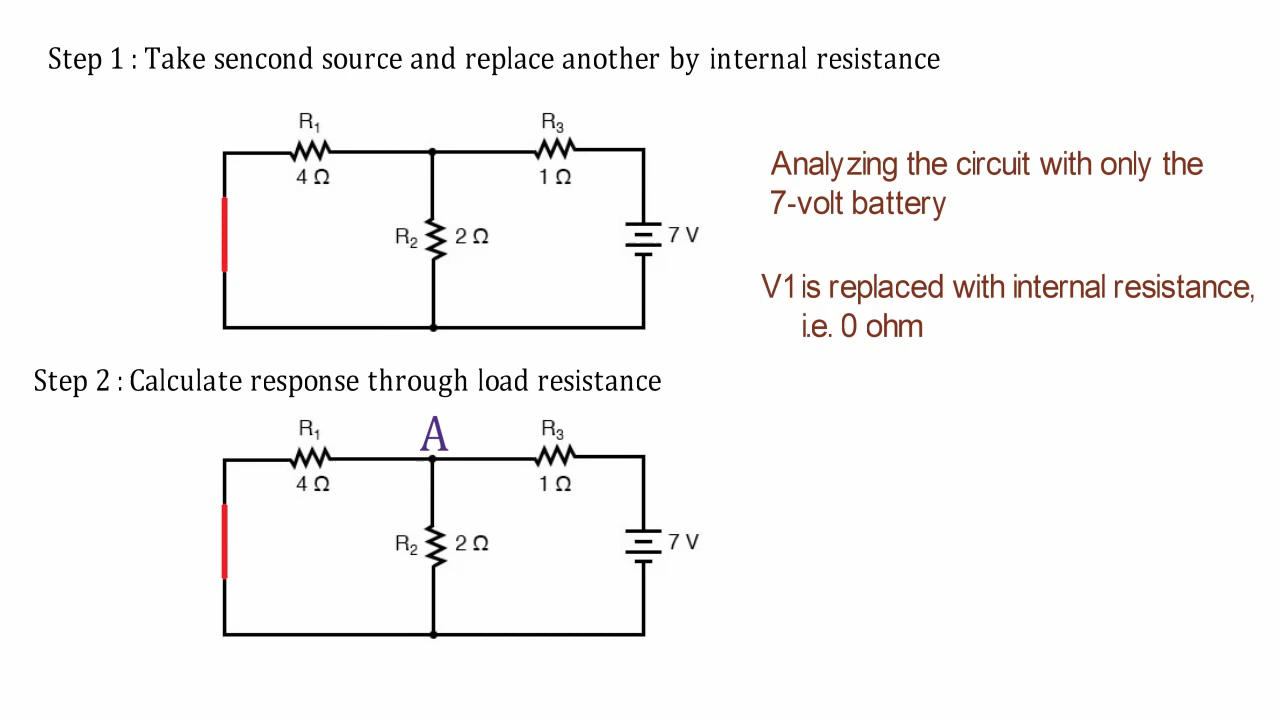 Step 1 : Take sencond source and replace another by internal resistance
R₁
4 Ω
R₃
1 Ω
R₂ 2 Ω
7 V
Analyzing the circuit with only the
7-volt battery
V1 is replaced with internal resistance,
i.e. 0 ohm
Step 2 : Calculate response through load resistance
R₁
4 Ω
A
R₃
1 Ω
R₂ 2 Ω
7 V